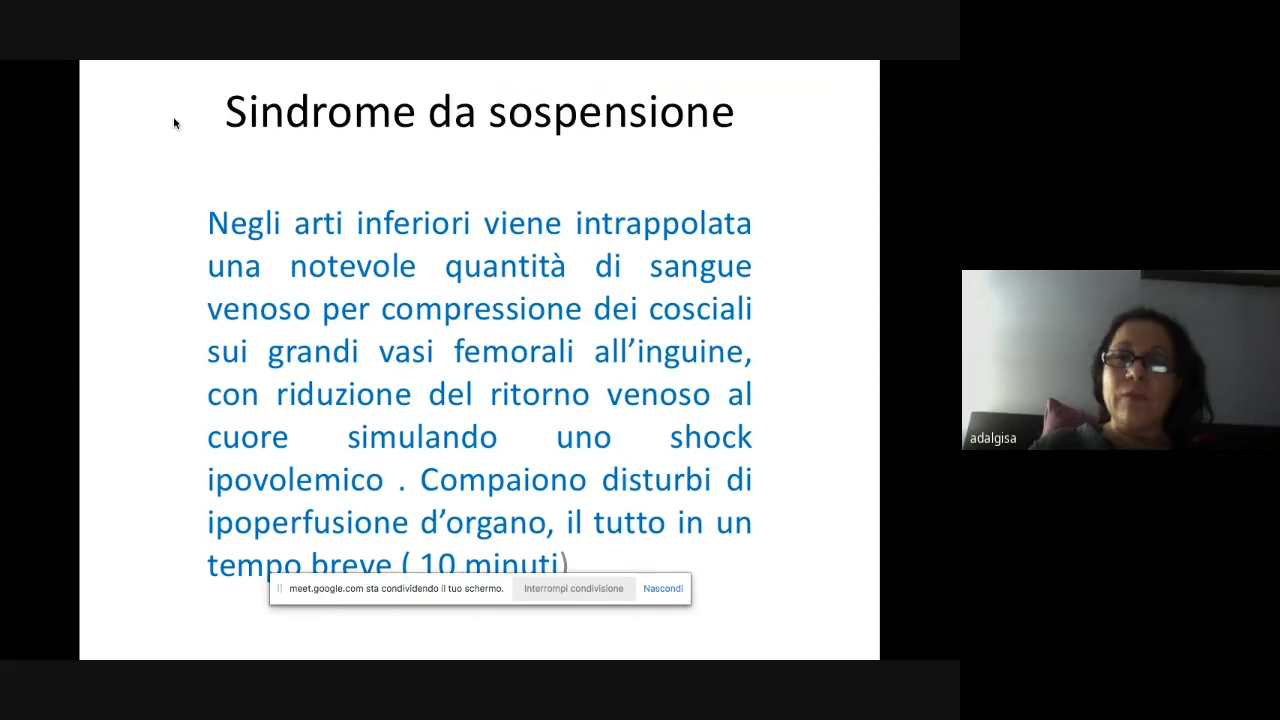 Sindrome da sospensione
Negli arti inferiori viene intrappolata
una notevole quantità di sangue
venoso per compressione dei cosciali
sui grandi vasi femorali all’inguine,
con riduzione del ritorno venoso al
cuore simulando uno shock
ipovolemico . Compaiono disturbi di
ipoperfusione d’organo, il tutto in un
tempo breve ( 10 minuti)
meet.google.com sta condividendo il tuo schermo. Interrompi condivisione Nascondi
adalgisa